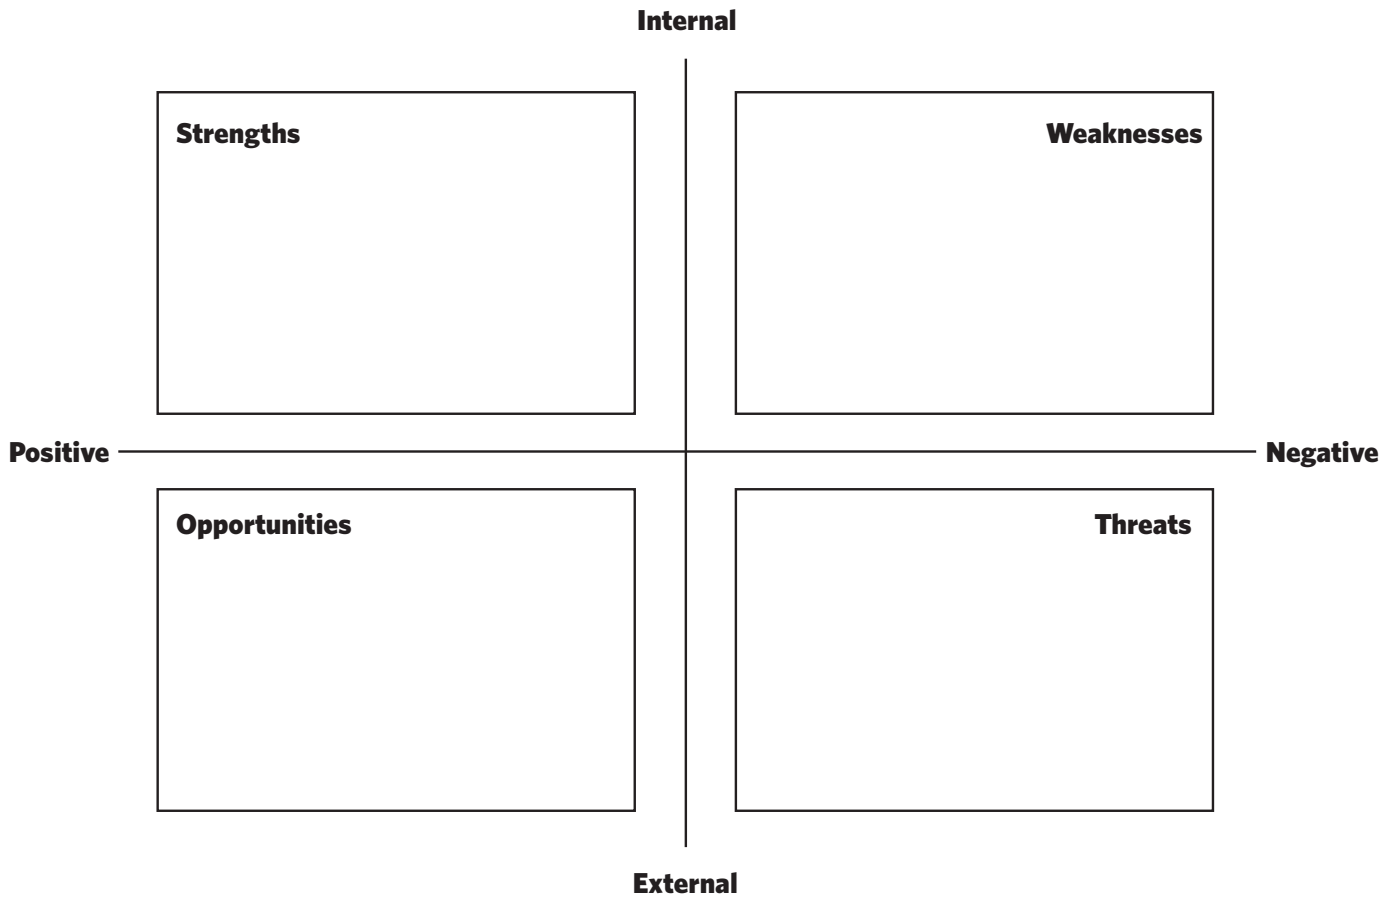 Internal
Strengths
Weaknesses
Positive
Negative
Opportunities
Threats
External